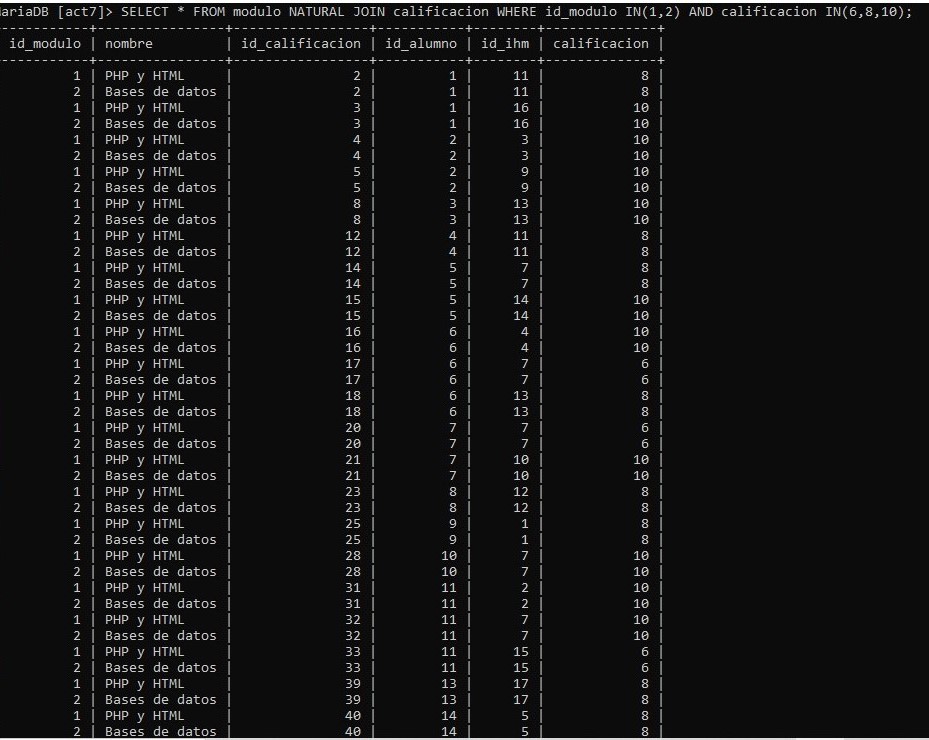 MariaDB [act7]> SELECT * FROM modulo NATURAL JOIN calificacion WHERE id_modulo IN(1,2) AND calificacion IN(6,8,10);
-----------+---------------+-----------------+-----------+--------+--------------+
id_modulo | nombre | id_calificacion | id_alumno | id_ihm | calificacion |
-----------+---------------+-----------------+-----------+--------+--------------+
1 | PHP y HTML | 2 | 1 | 11 | 8 |
2 | Bases de datos | 2 | 1 | 11 | 8 |
1 | PHP y HTML | 3 | 1 | 16 | 10 |
2 | Bases de datos | 3 | 1 | 16 | 10 |
1 | PHP y HTML | 4 | 2 | 3 | 10 |
2 | Bases de datos | 4 | 2 | 3 | 10 |
1 | PHP y HTML | 5 | 2 | 9 | 10 |
2 | Bases de datos | 5 | 2 | 9 | 10 |
1 | PHP y HTML | 8 | 3 | 13 | 10 |
2 | Bases de datos | 8 | 3 | 13 | 10 |
1 | PHP y HTML | 12 | 4 | 11 | 8 |
2 | Bases de datos | 12 | 4 | 11 | 8 |
1 | PHP y HTML | 14 | 5 | 7 | 8 |
2 | Bases de datos | 14 | 5 | 7 | 8 |
1 | PHP y HTML | 15 | 5 | 14 | 10 |
2 | Bases de datos | 15 | 5 | 14 | 10 |
1 | PHP y HTML | 16 | 6 | 4 | 10 |
2 | Bases de datos | 16 | 6 | 4 | 10 |
1 | PHP y HTML | 17 | 6 | 7 | 6 |
2 | Bases de datos | 17 | 6 | 7 | 6 |
1 | PHP y HTML | 18 | 6 | 13 | 8 |
2 | Bases de datos | 18 | 6 | 13 | 8 |
1 | PHP y HTML | 20 | 7 | 7 | 6 |
2 | Bases de datos | 20 | 7 | 7 | 6 |
1 | PHP y HTML | 21 | 7 | 10 | 10 |
2 | Bases de datos | 21 | 7 | 10 | 10 |
1 | PHP y HTML | 23 | 8 | 12 | 8 |
2 | Bases de datos | 23 | 8 | 12 | 8 |
1 | PHP y HTML | 25 | 9 | 1 | 8 |
2 | Bases de datos | 25 | 9 | 1 | 8 |
1 | PHP y HTML | 28 | 10 | 7 | 10 |
2 | Bases de datos | 28 | 10 | 7 | 10 |
1 | PHP y HTML | 31 | 11 | 2 | 10 |
2 | Bases de datos | 31 | 11 | 2 | 10 |
1 | PHP y HTML | 32 | 11 | 7 | 10 |
2 | Bases de datos | 32 | 11 | 7 | 10 |
1 | PHP y HTML | 33 | 11 | 15 | 6 |
2 | Bases de datos | 33 | 11 | 15 | 6 |
1 | PHP y HTML | 39 | 13 | 17 | 8 |
2 | Bases de datos | 39 | 13 | 17 | 8 |
1 | PHP y HTML | 40 | 14 | 5 | 8 |
2 | Bases de datos | 40 | 14 | 5 | 8 |